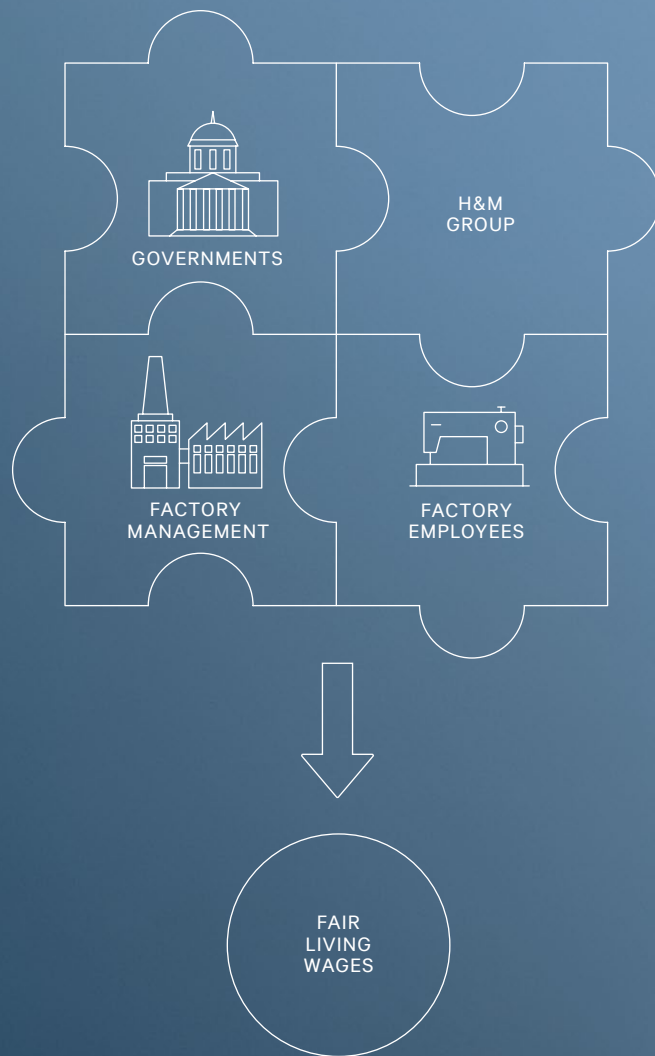 GOVERNMENTS
H&M
GROUP
FACTORY
MANAGEMENT
FACTORY
EMPLOYEES
FAIR
LIVING
WAGES